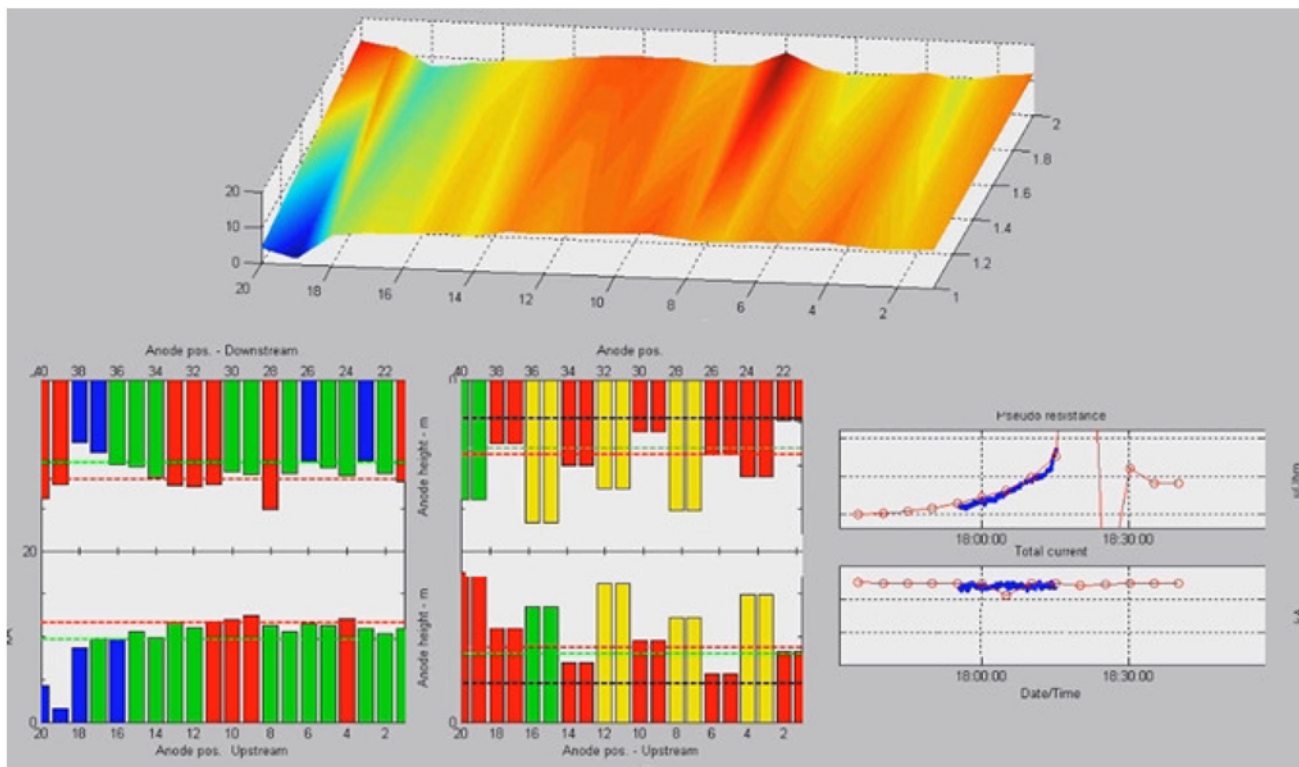 20
10
0
20 18 16 14 12 10 8 6 4 2
1 1.2 1.4 1.6 1.8 2
Anode pos. - Downstream
40 38 36 34 32 30 28 26 24 22
20
0
20 18 16 14 12 10 8 6 4 2
Anode pos. Upstream
Anode pos.
40 38 36 34 32 30 28 26 24 22
Anode height - m
Anode height - m
0
20 18 16 14 12 10 8 6 4 2
Anode pos. - Upstream
Pseudo resistance
18:00:00 18:30:00
Total current
18:00:00 18:30:00
Date/Time